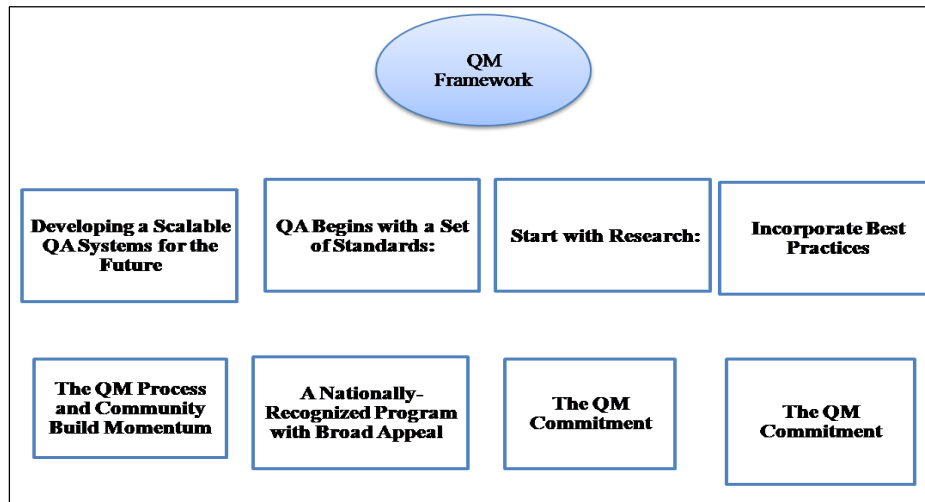 QM
Framework
Developing a Scalable
QA Systems for the
Future
QA Begins with a Set
of Standards:
Start with Research:
Incorporate Best
Practices
The QM Process
and Community
Build Momentum
A Nationally-
Recognized Program
with Broad Appeal
The QM
Commitment
The QM
Commitment